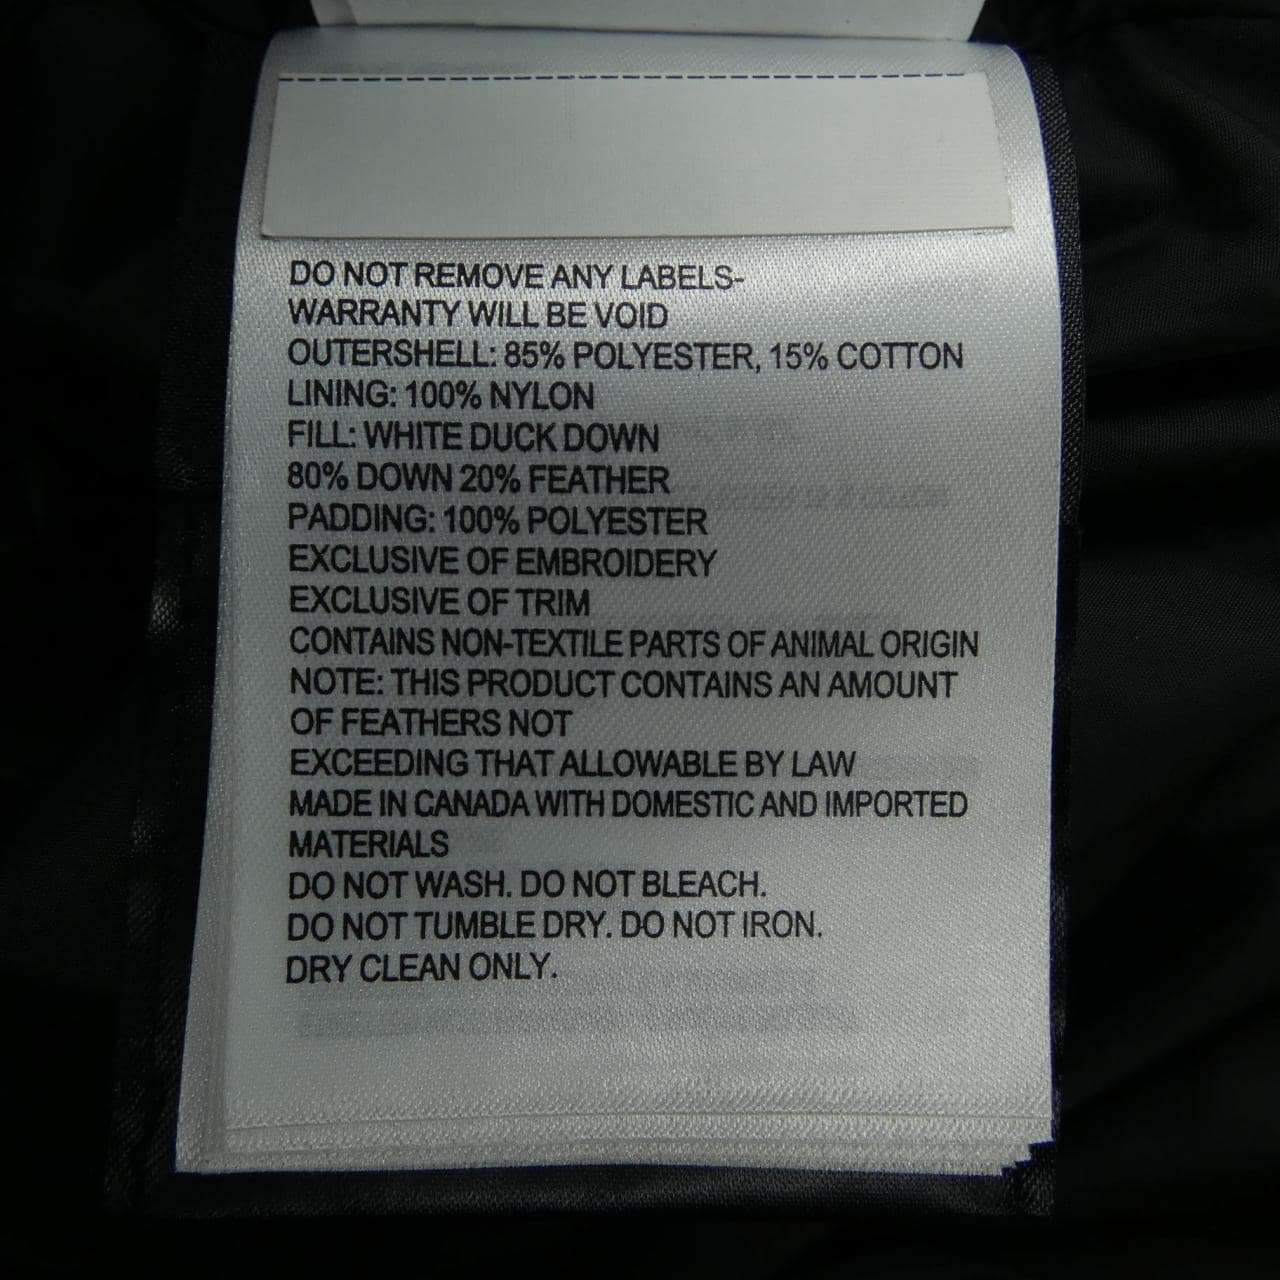 DO NOT REMOVE ANY LABELS-
WARRANTY WILL BE VOID
OUTERSHELL: 85% POLYESTER, 15% COTTON
LINING: 100% NYLON
FILL: WHITE DUCK DOWN
80% DOWN 20% FEATHER
PADDING: 100% POLYESTER
EXCLUSIVE OF EMBROIDERY
EXCLUSIVE OF TRIM
CONTAINS NON-TEXTILE PARTS OF ANIMAL ORIGIN
NOTE: THIS PRODUCT CONTAINS AN AMOUNT
OF FEATHERS NOT
EXCEEDING THAT ALLOWABLE BY LAW
MADE IN CANADA WITH DOMESTIC AND IMPORTED
MATERIALS
DO NOT WASH. DO NOT BLEACH.
DO NOT TUMBLE DRY. DO NOT IRON.
DRY CLEAN ONLY.